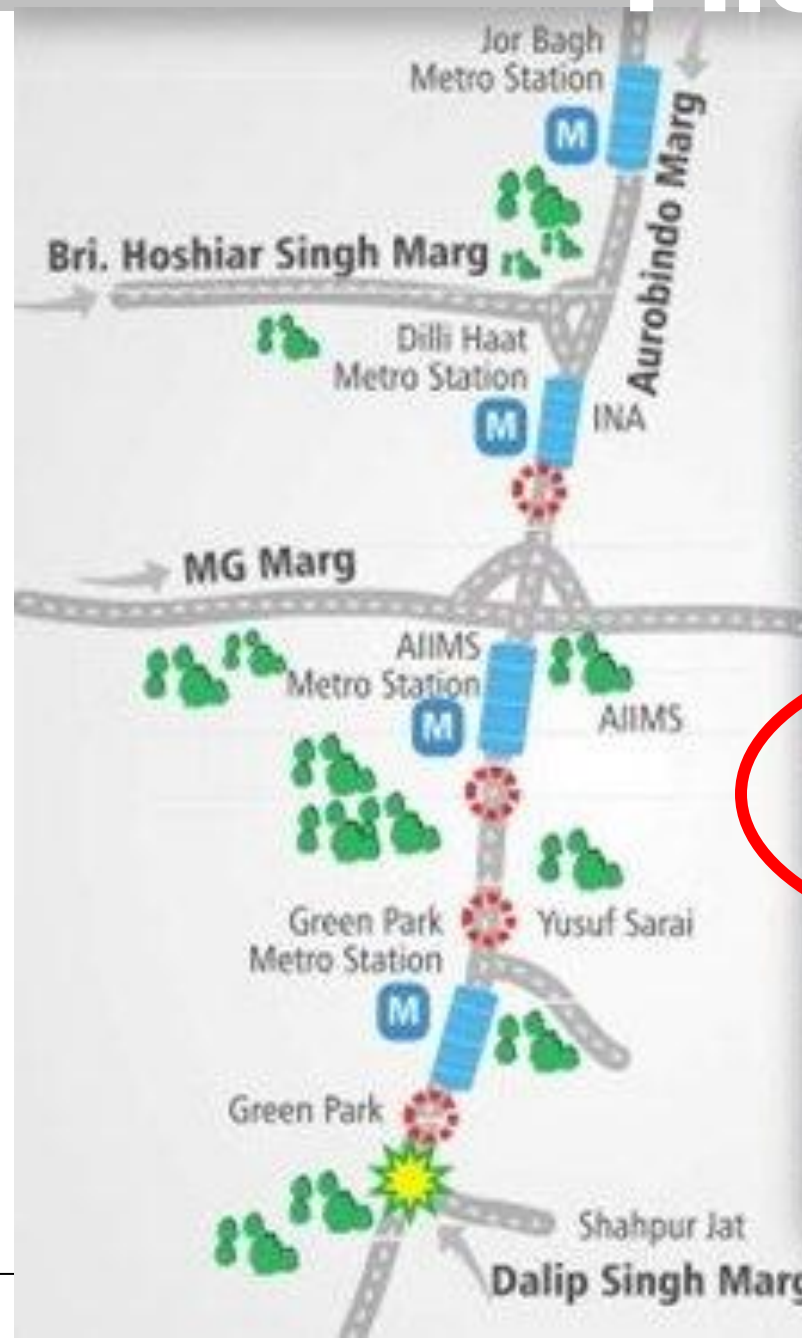 Jor Bagh
Metro Station
M
Aurobindo Marg
Bri. Hoshiar Singh Marg
Dilli Haat
Metro Station
M
INA
MG Marg
AIIMS
Metro Station
M
AIIMS
Green Park
Metro Station
Yusuf Sarai
M
Green Park
Shahpur Jat
Dalip Singh Marg